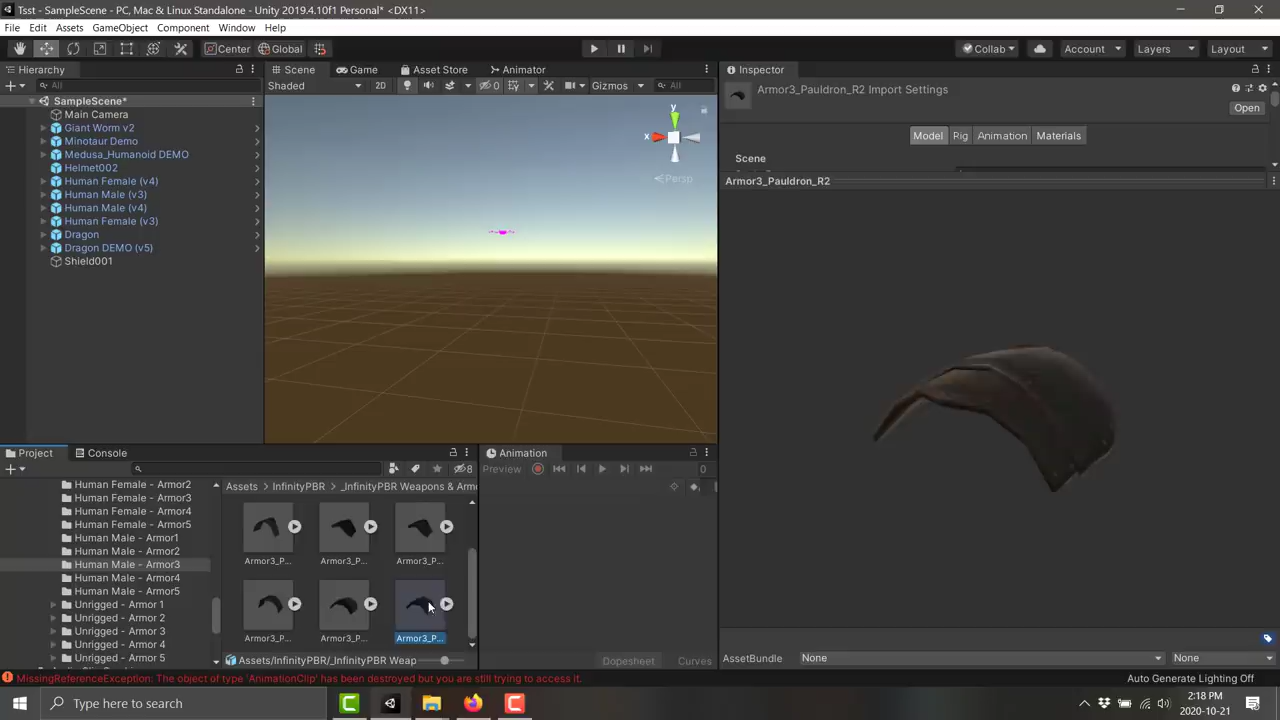 Tsst - SampleScene - PC, Mac & Linux Standalone - Unity 2019.4.10f1 Personal* <DX11>
File Edit Assets GameObject Component Window Help
Center Global Collab Account Layers Layout
Hierarchy Scene Game Asset Store Animator Inspector
All Shaded 2D 0 Gizmos All
Armor3_Pauldron_R2 Import Settings
Open
SampleScene*
Main Camera
Giant Worm v2
Minotaur Demo
Medusa_Humanoid DEMO
Helmet002
Human Female (v4)
Human Male (v3)
Human Male (v4)
Human Female (v3)
Dragon
Dragon DEMO (v5)
Shield001
y
x
Persp
Model Rig Animation Materials
Scene
Armor3_Pauldron_R2
Project Console
8
Assets InfinityPBR _InfinityPBR Weapons & Armo
Human Female - Armor2
Human Female - Armor3
Human Female - Armor4
Human Female - Armor5
Human Male - Armor1
Human Male - Armor2
Human Male - Armor3
Human Male - Armor4
Human Male - Armor5
Unrigged - Armor 1
Unrigged - Armor 2
Unrigged - Armor 3
Unrigged - Armor 4
Unrigged - Armor 5
Armor3_P... Armor3_P... Armor3_P...
Armor3_P... Armor3_P... Armor3_P...
Assets/InfinityPBR/_InfinityPBR Weap
Animation
Preview 0
Dopesheet Curves
AssetBundle None None
MissingReferenceException: The object of type 'AnimationClip' has been destroyed but you are still trying to access it.
Auto Generate Lighting Off
Type here to search
2:18 PM
2020-10-21